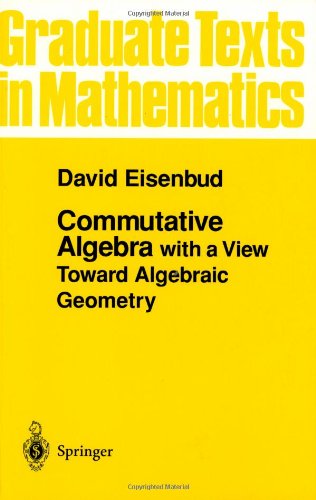 Graduate Texts
in Mathematics
David Eisenbud
Commutative
Algebra with a View
Toward Algebraic
Geometry
Springer